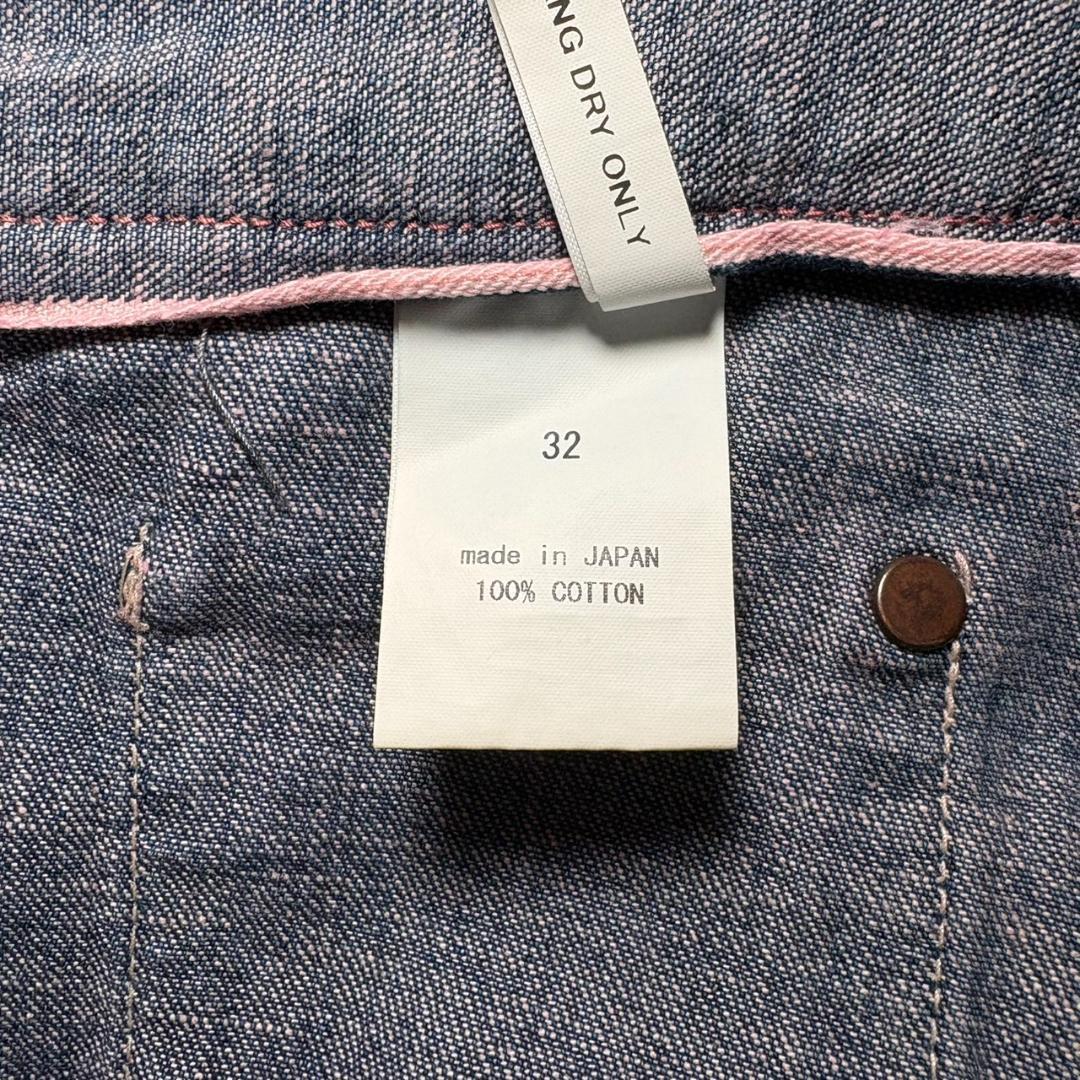 NG DRY ONLY
32
made in JAPAN
100% COTTON